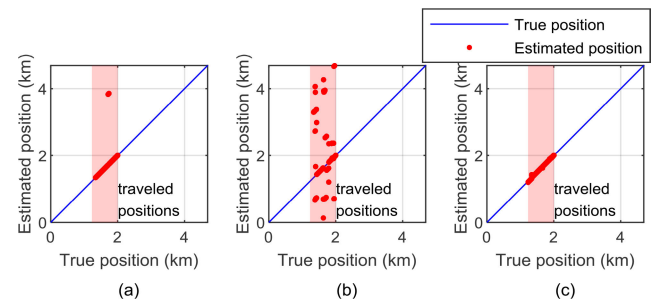 True position
Estimated position
Estimated position (km)
4
2
0
0 2 4
traveled
positions
True position (km)
(a)
Estimated position (km)
4
2
0
0 2 4
traveled
positions
True position (km)
(b)
Estimated position (km)
4
2
0
0 2 4
traveled
positions
True position (km)
(c)